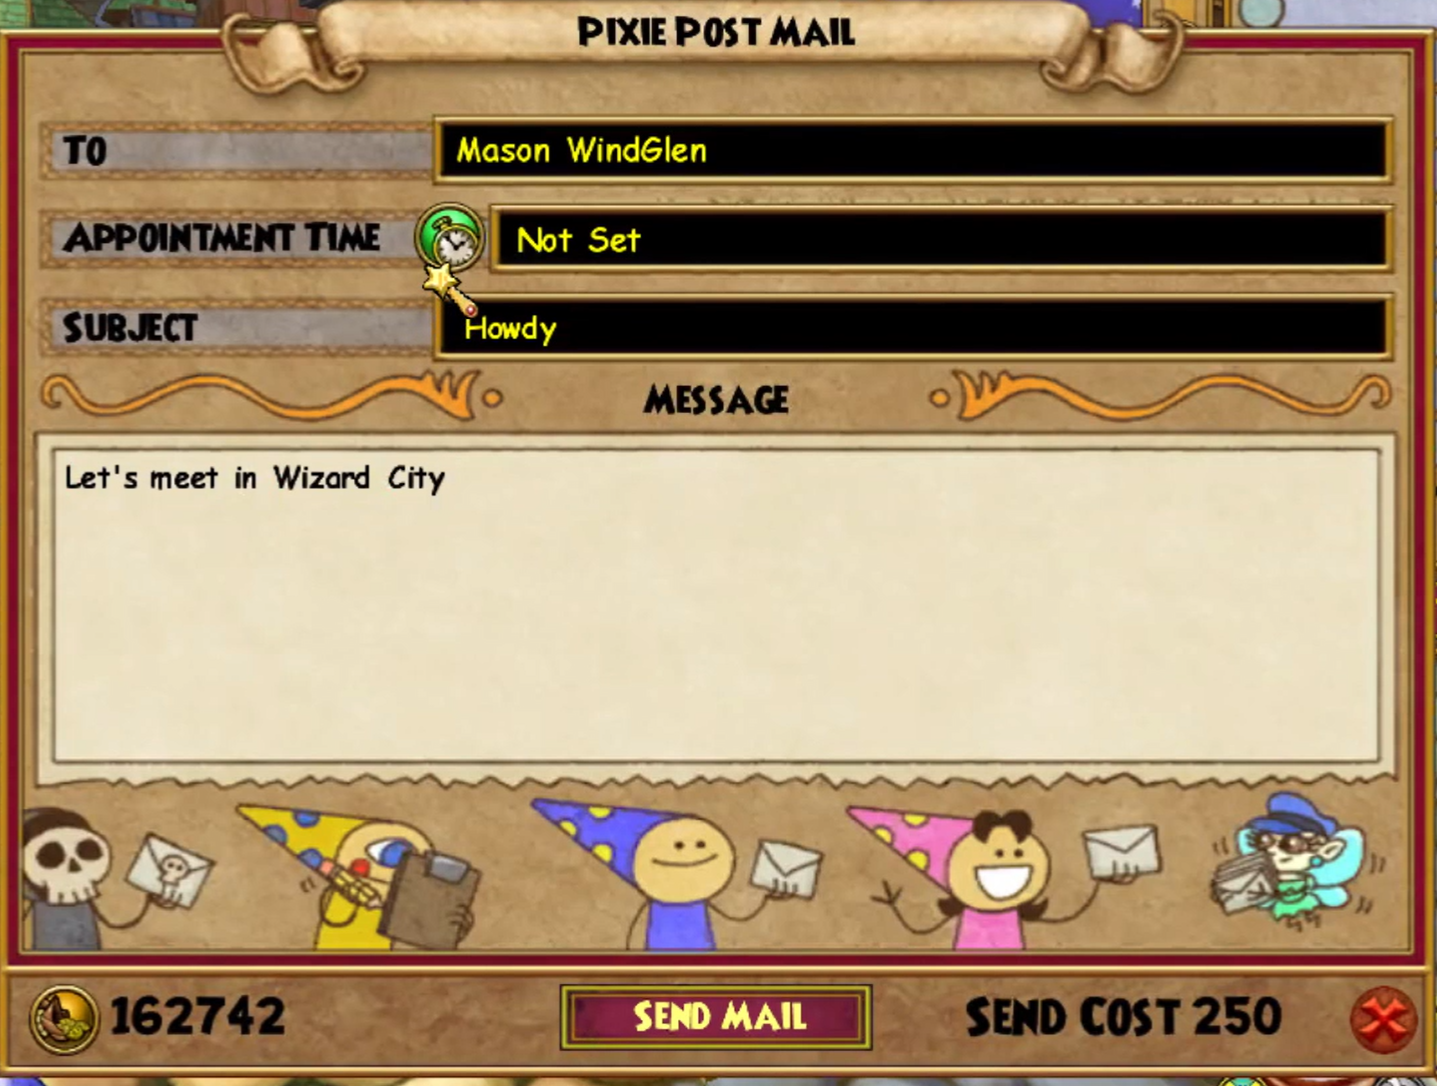 PIXIE POST MAIL
TO
Mason WindGlen
APPOINTMENT TIME
Not Set
SUBJECT
Howdy
MESSAGE
Let's meet in Wizard City
162742
SEND MAIL
SEND COST 250